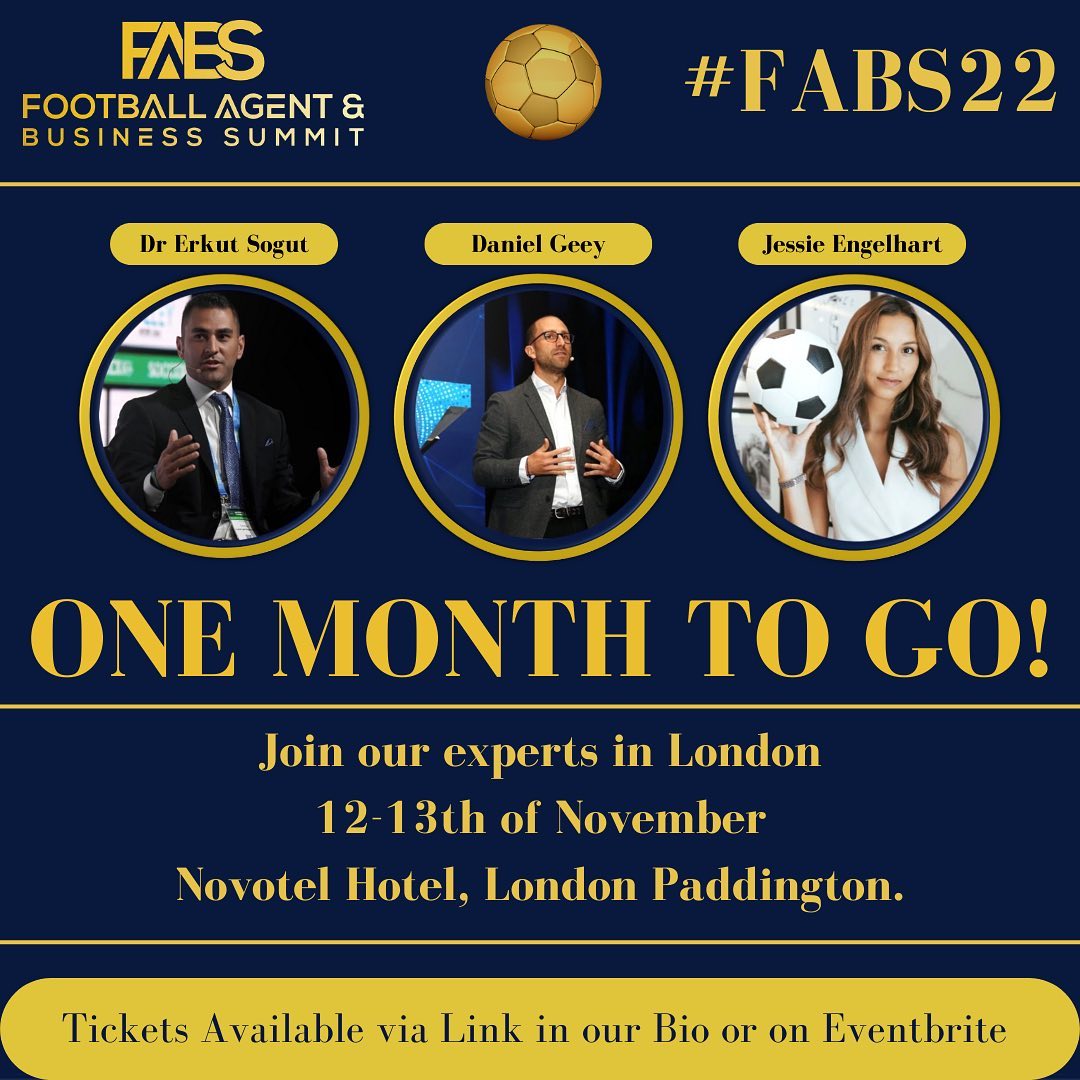 FABS
FOOTBALL AGENT &
BUSINESS SUMMIT
#FABS22
Dr Erkut Sogut
Daniel Geey
Jessie Engelhart
ONE MONTH TO GO!
Join our experts in London
12-13th of November
Novotel Hotel, London Paddington.
Tickets Available via Link in our Bio or on Eventbrite